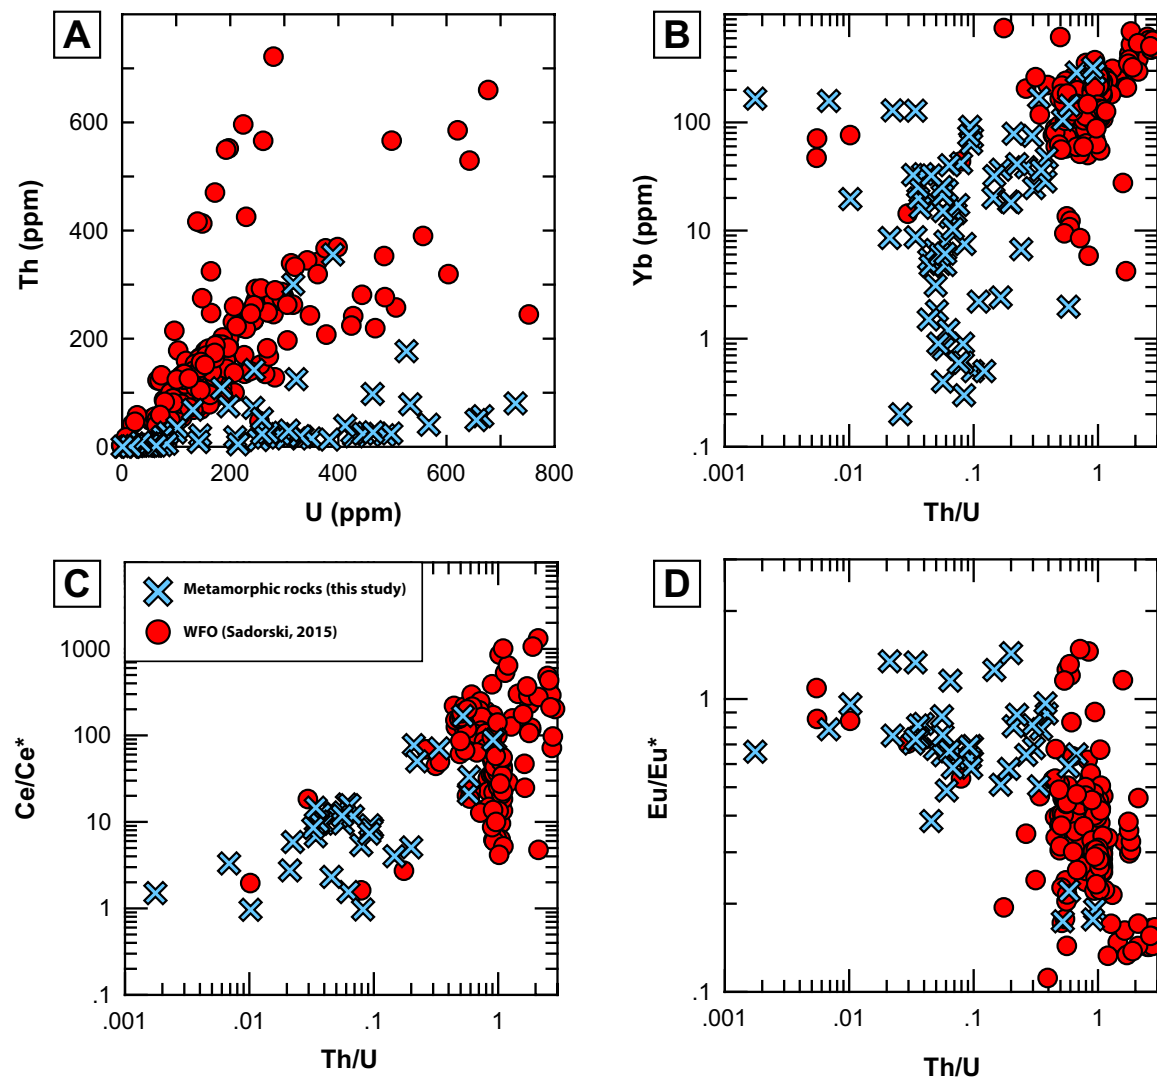 A
Th (ppm)
600
400
200
0
0
200
400
600
800
U (ppm)
B
Yb (ppm)
100
10
1
.1
.001
.01
.1
1
Th/U
C
Metamorphic rocks (this study)
WFO (Sadorski, 2015)
Ce/Ce*
1000
100
10
1
.1
.001
.01
.1
1
Th/U
D
Eu/Eu*
1
.1
.001
.01
.1
1
Th/U